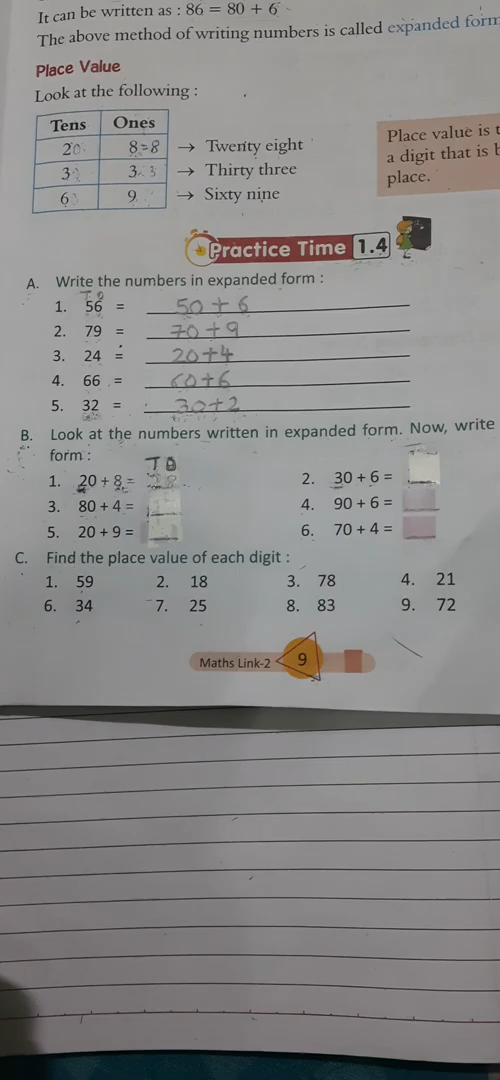 It can be written as : 86 = 80 + 6
The above method of writing numbers is called expanded form
Place Value
Look at the following :
Tens Ones
20 8=8 → Twenty eight
3 3 3 → Thirty three
6 9 → Sixty nine
Place value is
a digit that is
place.
Practice Time 1.4
A. Write the numbers in expanded form :
T O
1. 56 = 50+6
2. 79 = 70+9
3. 24 = 20+4
4. 66 = 60+6
5. 32 = 30+2
B. Look at the numbers written in expanded form. Now, write
form :
T O
1. 20 + 8 = 28 2. 30 + 6 =
3. 80 + 4 = 4. 90 + 6 =
5. 20 + 9 = 6. 70 + 4 =
C. Find the place value of each digit :
1. 59 2. 18 3. 78 4. 21
6. 34 7. 25 8. 83 9. 72
Maths Link-2 9